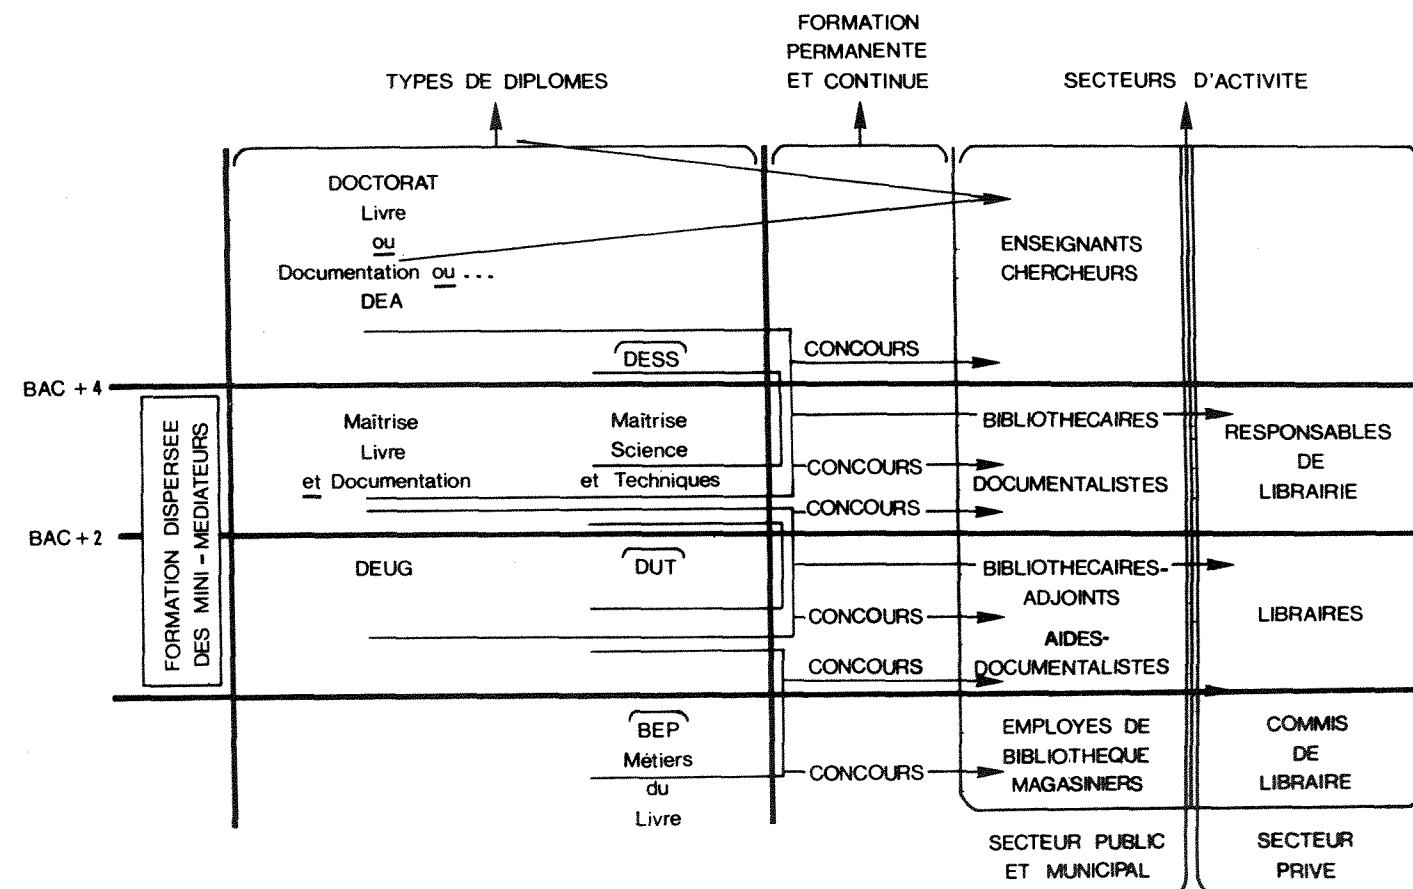 FORMATION
PERMANENTE
ET CONTINUE
TYPES DE DIPLOMES
SECTEURS D'ACTIVITE
DOCTORAT
Livre
ou
Documentation ou ...
DEA
ENSEIGNANTS
CHERCHEURS
DESS
CONCOURS
BAC + 4
FORMATION DISPERSEE
DES MINI - MEDIATEURS
Maîtrise
Livre
et Documentation
Maîtrise
Science
et Techniques
BIBLIOTHECAIRES
CONCOURS
DOCUMENTALISTES
CONCOURS
RESPONSABLES
DE
LIBRAIRIE
BAC + 2
DEUG
DUT
BIBLIOTHECAIRES-
ADJOINTS
CONCOURS
AIDES-
DOCUMENTALISTES
CONCOURS
LIBRAIRES
BEP
Métiers
du
Livre
CONCOURS
EMPLOYES DE
BIBLIOTHEQUE
MAGASINIERS
COMMIS
DE
LIBRAIRE
SECTEUR PUBLIC
ET MUNICIPAL
SECTEUR
PRIVE